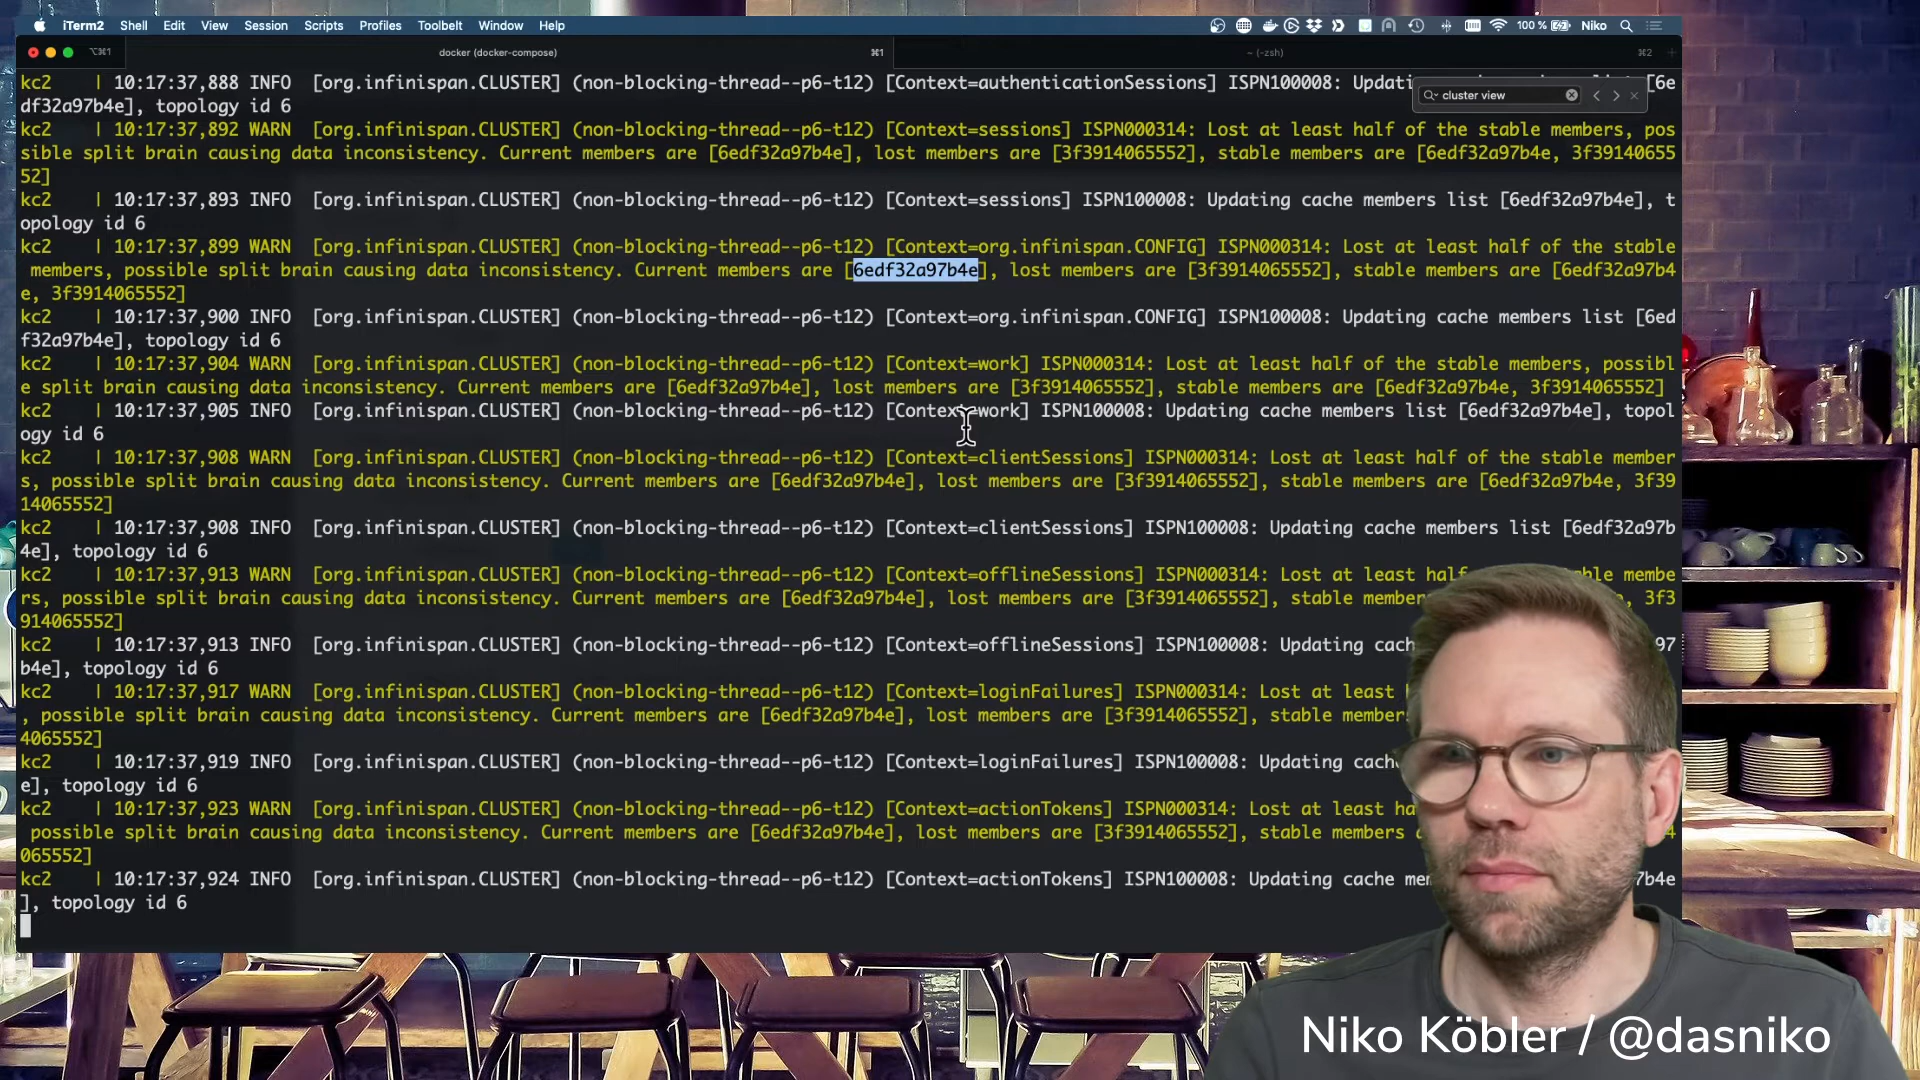 iTerm2 Shell Edit View Session Scripts Profiles Toolbelt Window Help 100 % Niko
⌥⌘1 docker (docker-compose) ⌘1 ~ (-zsh) ⌘2
kc2 | 10:17:37,888 INFO [org.infinispan.CLUSTER] (non-blocking-thread--p6-t12) [Context=authenticationSessions] ISPN100008: Updati [6e
cluster view
df32a97b4e], topology id 6
kc2 | 10:17:37,892 WARN [org.infinispan.CLUSTER] (non-blocking-thread--p6-t12) [Context=sessions] ISPN000314: Lost at least half of the stable members, pos
sible split brain causing data inconsistency. Current members are [6edf32a97b4e], lost members are [3f3914065552], stable members are [6edf32a97b4e, 3f39140655
52]
kc2 | 10:17:37,893 INFO [org.infinispan.CLUSTER] (non-blocking-thread--p6-t12) [Context=sessions] ISPN100008: Updating cache members list [6edf32a97b4e], t
opology id 6
kc2 | 10:17:37,899 WARN [org.infinispan.CLUSTER] (non-blocking-thread--p6-t12) [Context=org.infinispan.CONFIG] ISPN000314: Lost at least half of the stable
members, possible split brain causing data inconsistency. Current members are [6edf32a97b4e], lost members are [3f3914065552], stable members are [6edf32a97b4
e, 3f3914065552]
kc2 | 10:17:37,900 INFO [org.infinispan.CLUSTER] (non-blocking-thread--p6-t12) [Context=org.infinispan.CONFIG] ISPN100008: Updating cache members list [6ed
f32a97b4e], topology id 6
kc2 | 10:17:37,904 WARN [org.infinispan.CLUSTER] (non-blocking-thread--p6-t12) [Context=work] ISPN000314: Lost at least half of the stable members, possibl
e split brain causing data inconsistency. Current members are [6edf32a97b4e], lost members are [3f3914065552], stable members are [6edf32a97b4e, 3f3914065552]
kc2 | 10:17:37,905 INFO [org.infinispan.CLUSTER] (non-blocking-thread--p6-t12) [Context=work] ISPN100008: Updating cache members list [6edf32a97b4e], topol
ogy id 6
kc2 | 10:17:37,908 WARN [org.infinispan.CLUSTER] (non-blocking-thread--p6-t12) [Context=clientSessions] ISPN000314: Lost at least half of the stable member
s, possible split brain causing data inconsistency. Current members are [6edf32a97b4e], lost members are [3f3914065552], stable members are [6edf32a97b4e, 3f39
14065552]
kc2 | 10:17:37,908 INFO [org.infinispan.CLUSTER] (non-blocking-thread--p6-t12) [Context=clientSessions] ISPN100008: Updating cache members list [6edf32a97b
4e], topology id 6
kc2 | 10:17:37,913 WARN [org.infinispan.CLUSTER] (non-blocking-thread--p6-t12) [Context=offlineSessions] ISPN000314: Lost at least half membe
rs, possible split brain causing data inconsistency. Current members are [6edf32a97b4e], lost members are [3f3914065552], stable member , 3f3
914065552]
kc2 | 10:17:37,913 INFO [org.infinispan.CLUSTER] (non-blocking-thread--p6-t12) [Context=offlineSessions] ISPN100008: Updating cach 97
b4e], topology id 6
kc2 | 10:17:37,917 WARN [org.infinispan.CLUSTER] (non-blocking-thread--p6-t12) [Context=loginFailures] ISPN000314: Lost at least
, possible split brain causing data inconsistency. Current members are [6edf32a97b4e], lost members are [3f3914065552], stable members
4065552]
kc2 | 10:17:37,919 INFO [org.infinispan.CLUSTER] (non-blocking-thread--p6-t12) [Context=loginFailures] ISPN100008: Updating cach
e], topology id 6
kc2 | 10:17:37,923 WARN [org.infinispan.CLUSTER] (non-blocking-thread--p6-t12) [Context=actionTokens] ISPN000314: Lost at least ha
possible split brain causing data inconsistency. Current members are [6edf32a97b4e], lost members are [3f3914065552], stable members 4
065552]
kc2 | 10:17:37,924 INFO [org.infinispan.CLUSTER] (non-blocking-thread--p6-t12) [Context=actionTokens] ISPN100008: Updating cache me 7b4e
], topology id 6
Niko Köbler / @dasniko